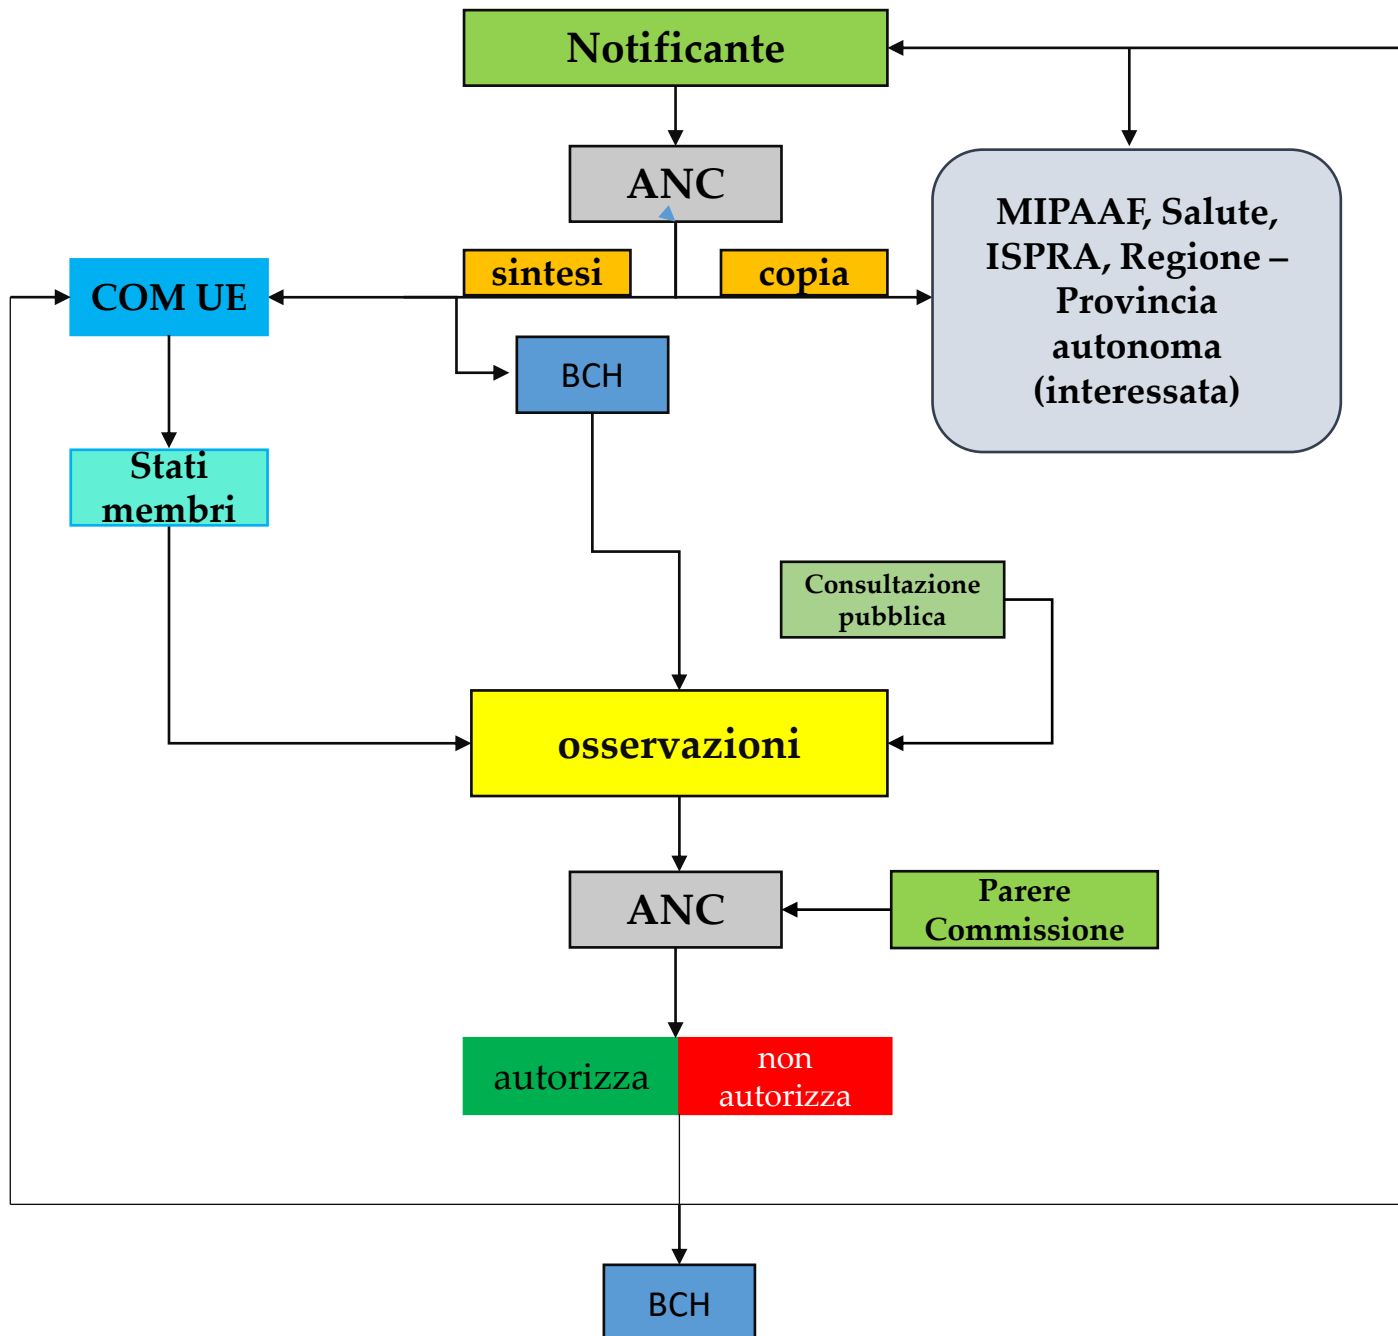 Notificante
ANC
MIPAAF, Salute,
ISPRA, Regione –
Provincia
autonoma
(interessata)
sintesi
copia
COM UE
BCH
Stati
membri
Consultazione
pubblica
osservazioni
ANC
Parere
Commissione
autorizza
non
autorizza
BCH